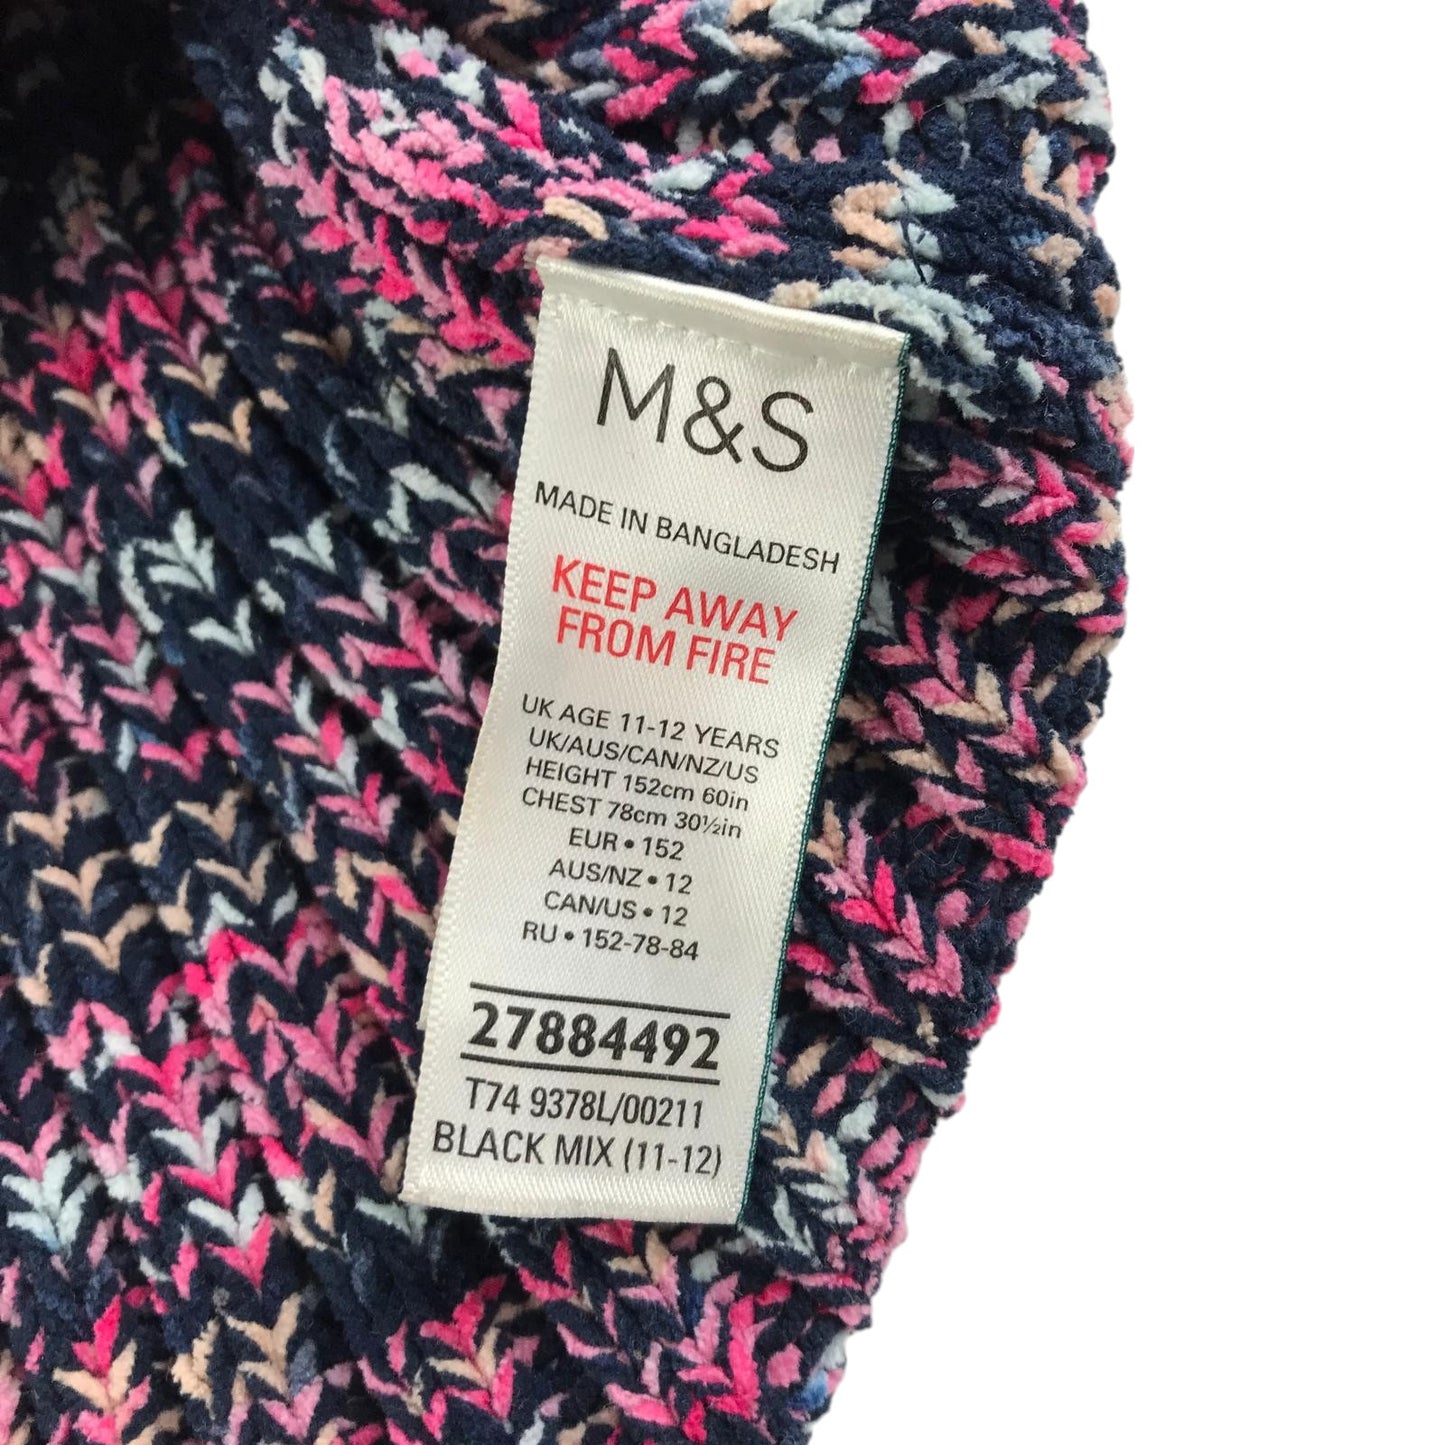 M&S
MADE IN BANGLADESH
KEEP AWAY
FROM FIRE
UK AGE 11-12 YEARS
UK/AUS/CAN/NZ/US
HEIGHT 152cm 60in
CHEST 78cm 30½in
EUR • 152
AUS/NZ • 12
CAN/US • 12
RU • 152-78-84
27884492
T74 9378L/00211
BLACK MIX (11-12)